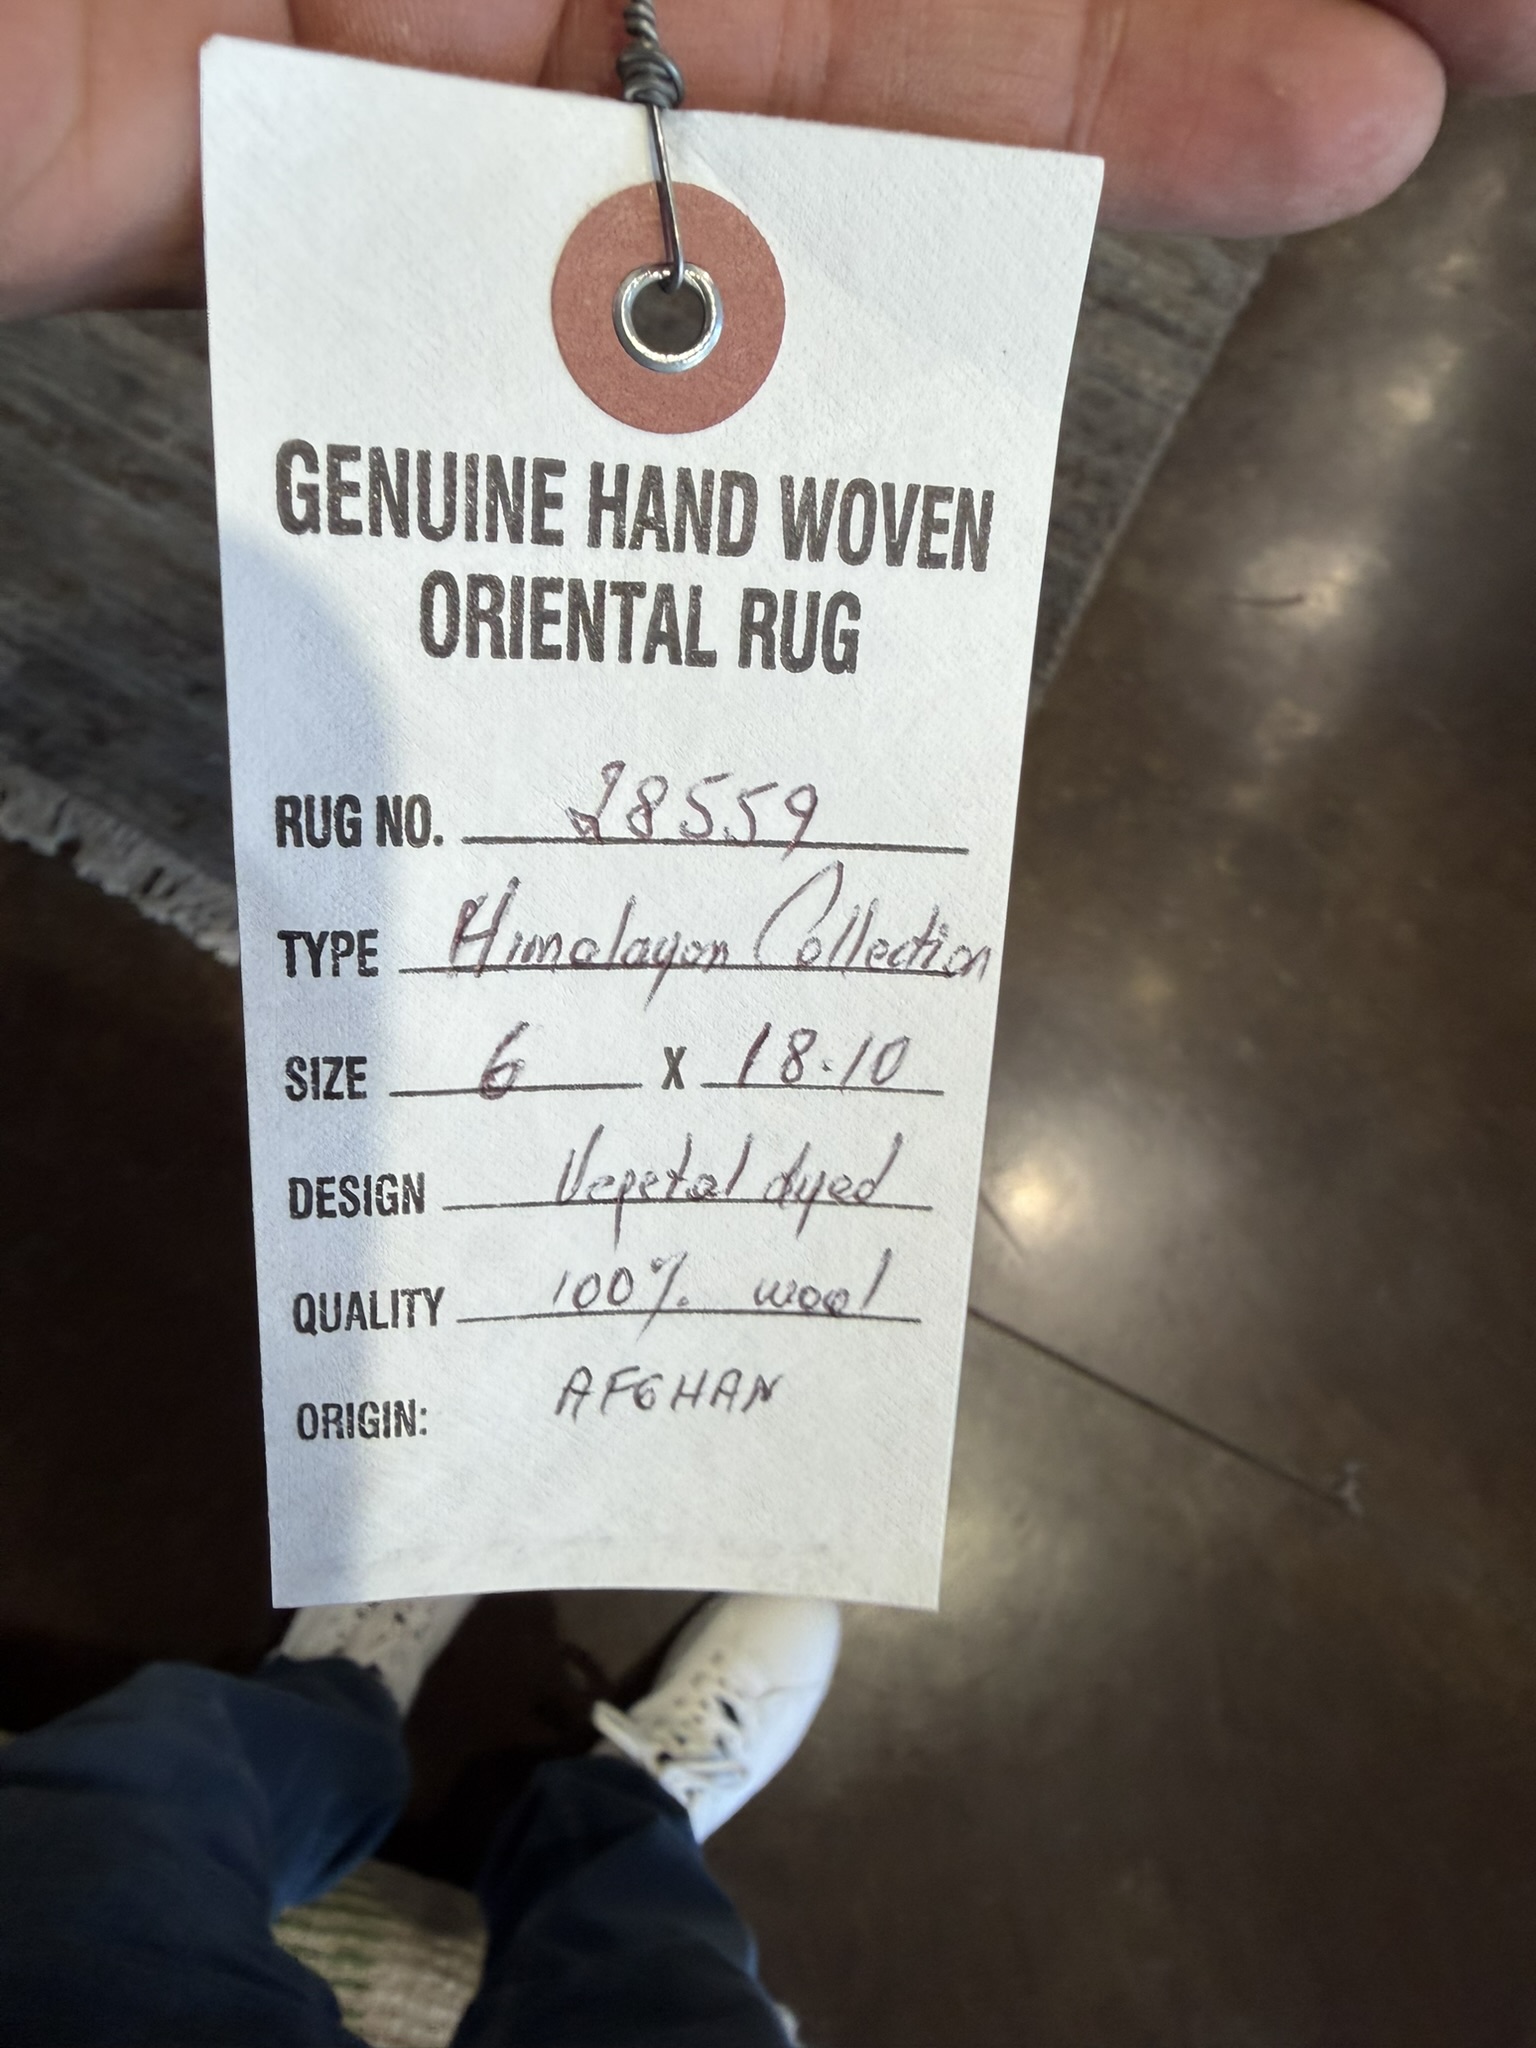 GENUINE HAND WOVEN
ORIENTAL RUG
RUG NO. 28559
TYPE Himalayan Collection
SIZE 6 X 18.10
DESIGN Vegetal dyed
QUALITY 100% wool
ORIGIN: AFGHAN